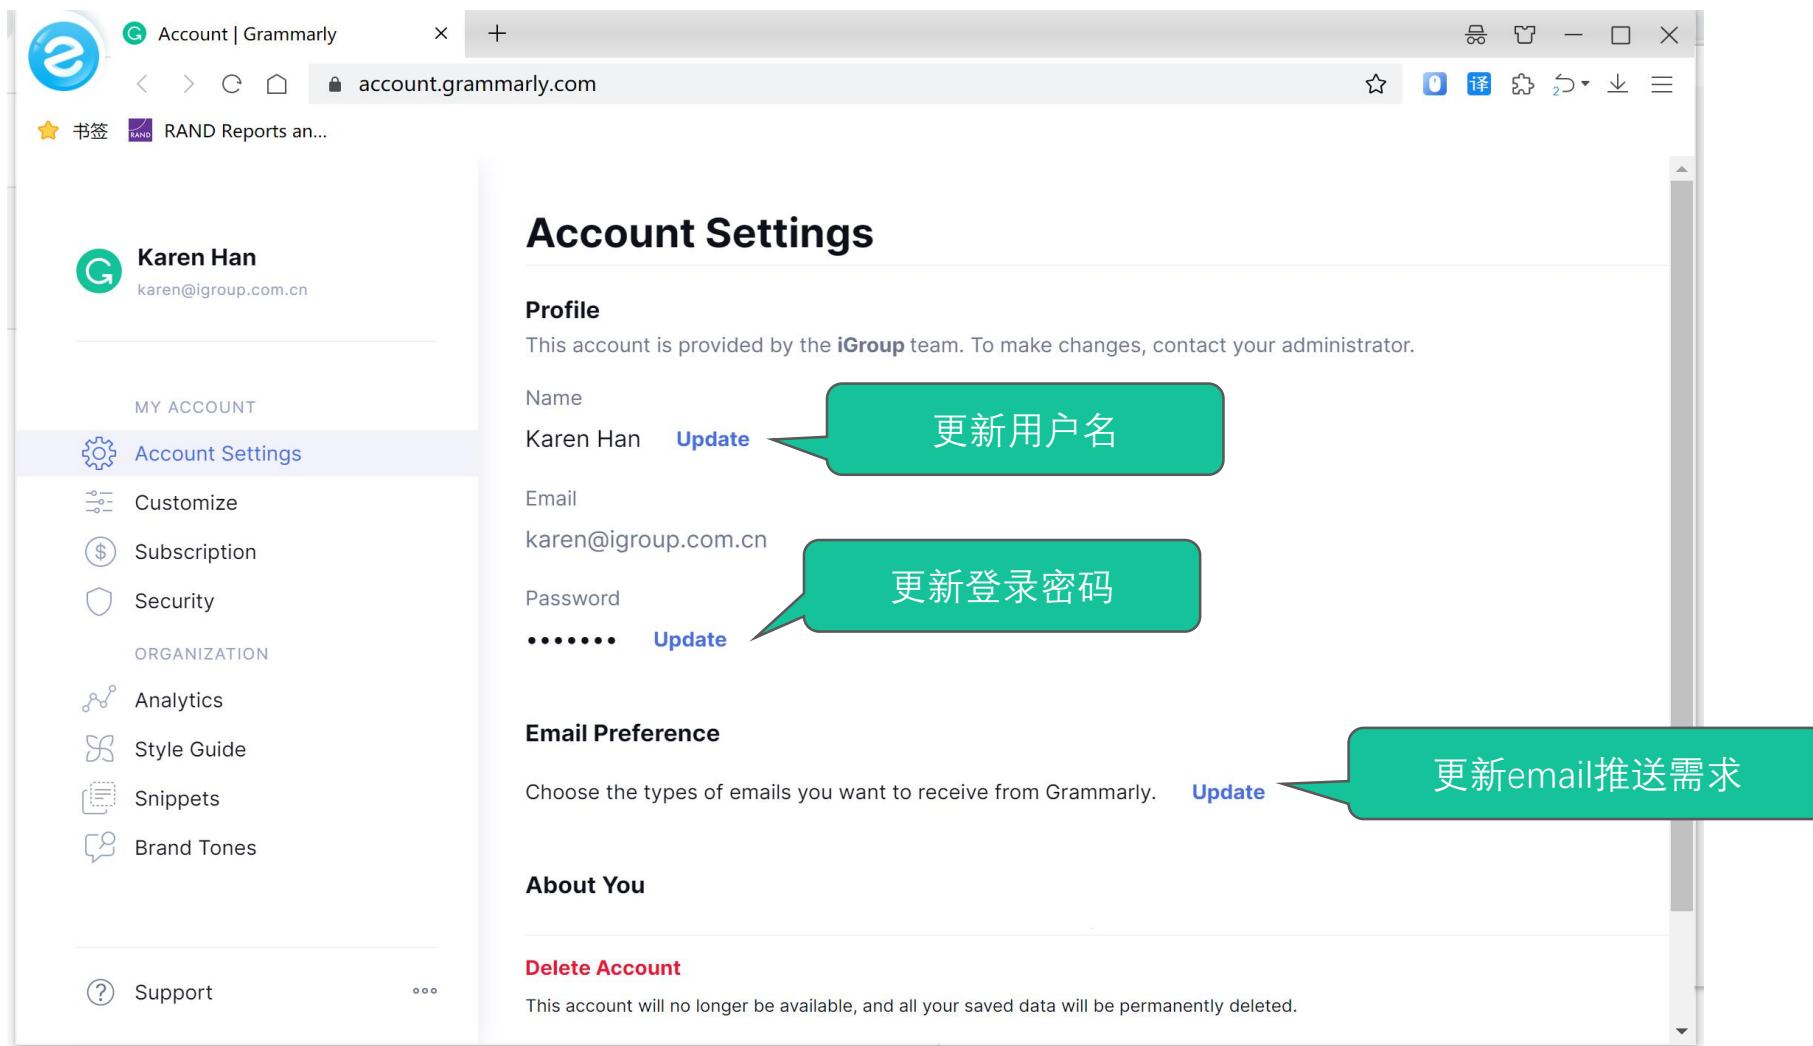 Account | Grammarly
account.grammarly.com
译
2
书签
RAND
RAND Reports an...
Karen Han
karen@igroup.com.cn
MY ACCOUNT
Account Settings
Customize
Subscription
Security
ORGANIZATION
Analytics
Style Guide
Snippets
Brand Tones
Support
Account Settings
Profile
This account is provided by the iGroup team. To make changes, contact your administrator.
Name
Karen Han Update
更新用户名
Email
karen@igroup.com.cn
更新登录密码
Password
••••••• Update
Email Preference
Choose the types of emails you want to receive from Grammarly. Update
更新email推送需求
About You
Delete Account
This account will no longer be available, and all your saved data will be permanently deleted.